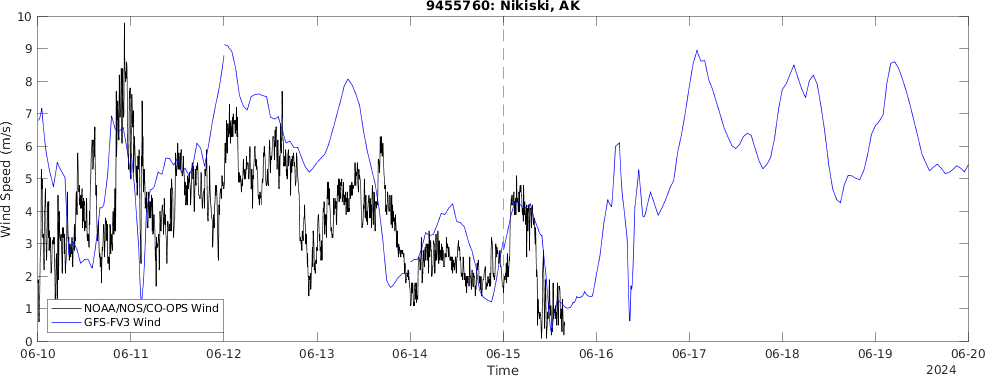 9455760: Nikiski, AK
Wind Speed (m/s)
10
9
8
7
6
5
4
3
2
1
0
NOAA/NOS/CO-OPS Wind
GFS-FV3 Wind
06-10 06-11 06-12 06-13 06-14 06-15 06-16 06-17 06-18 06-19 06-20
Time
2024